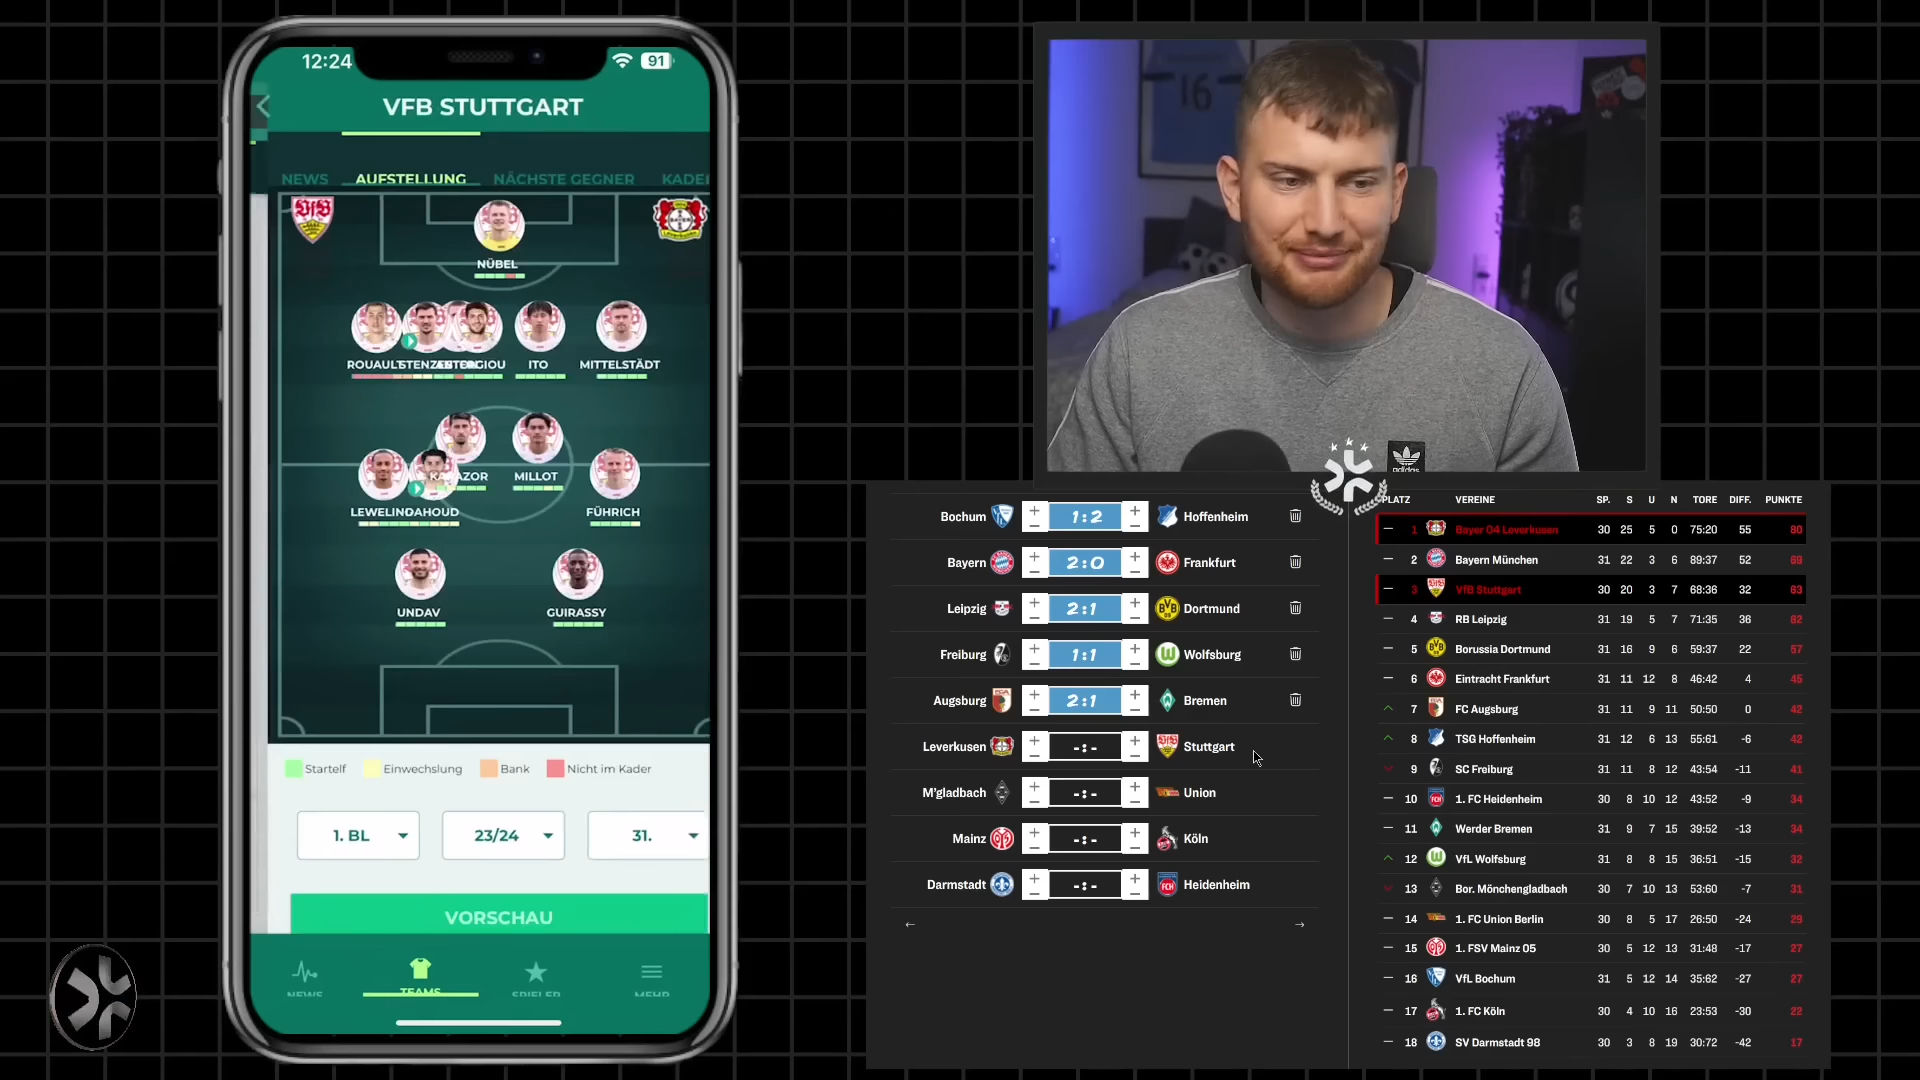 12:24
91
VFB STUTTGART
NEWS AUFSTELLUNG NÄCHSTE GEGNER KADE
NÜBEL
ROUAULT STENZEL ITO MITTELSTÄDT
MILLOT
LEWELING DAHOUD FÜHRICH
UNDAV GUIRASSY
Startelf Einwechslung Bank Nicht im Kader
1. BL 23/24 31.
VORSCHAU
NEWS TEAMS SPIELER MEHR
16
adidas
Bochum 1:2 Hoffenheim
Bayern 2:0 Frankfurt
Leipzig 2:1 Dortmund
Freiburg 1:1 Wolfsburg
Augsburg 2:1 Bremen
Leverkusen -:- Stuttgart
M'gladbach -:- Union
Mainz -:- Köln
Darmstadt -:- Heidenheim
PLATZ VEREINE SP. S U N TORE DIFF. PUNKTE
1 Bayer 04 Leverkusen 30 25 5 0 75:20 55 80
2 Bayern München 31 22 3 6 89:37 52 69
3 VfB Stuttgart 30 20 3 7 68:36 32 63
4 RB Leipzig 31 19 5 7 71:35 36 62
5 Borussia Dortmund 31 16 9 6 59:37 22 57
6 Eintracht Frankfurt 31 11 12 8 46:42 4 45
7 FC Augsburg 31 11 9 11 50:50 0 42
8 TSG Hoffenheim 31 12 6 13 55:61 -6 42
9 SC Freiburg 31 11 8 12 43:54 -11 41
10 1. FC Heidenheim 30 8 10 12 43:52 -9 34
11 Werder Bremen 31 9 7 15 39:52 -13 34
12 VfL Wolfsburg 31 8 8 15 36:51 -15 32
13 Bor. Mönchengladbach 30 7 10 13 53:60 -7 31
14 1. FC Union Berlin 30 8 5 17 26:50 -24 29
15 1. FSV Mainz 05 30 5 12 13 31:48 -17 27
16 VfL Bochum 31 5 12 14 35:62 -27 27
17 1. FC Köln 30 4 10 16 23:53 -30 22
18 SV Darmstadt 98 30 3 8 19 30:72 -42 17